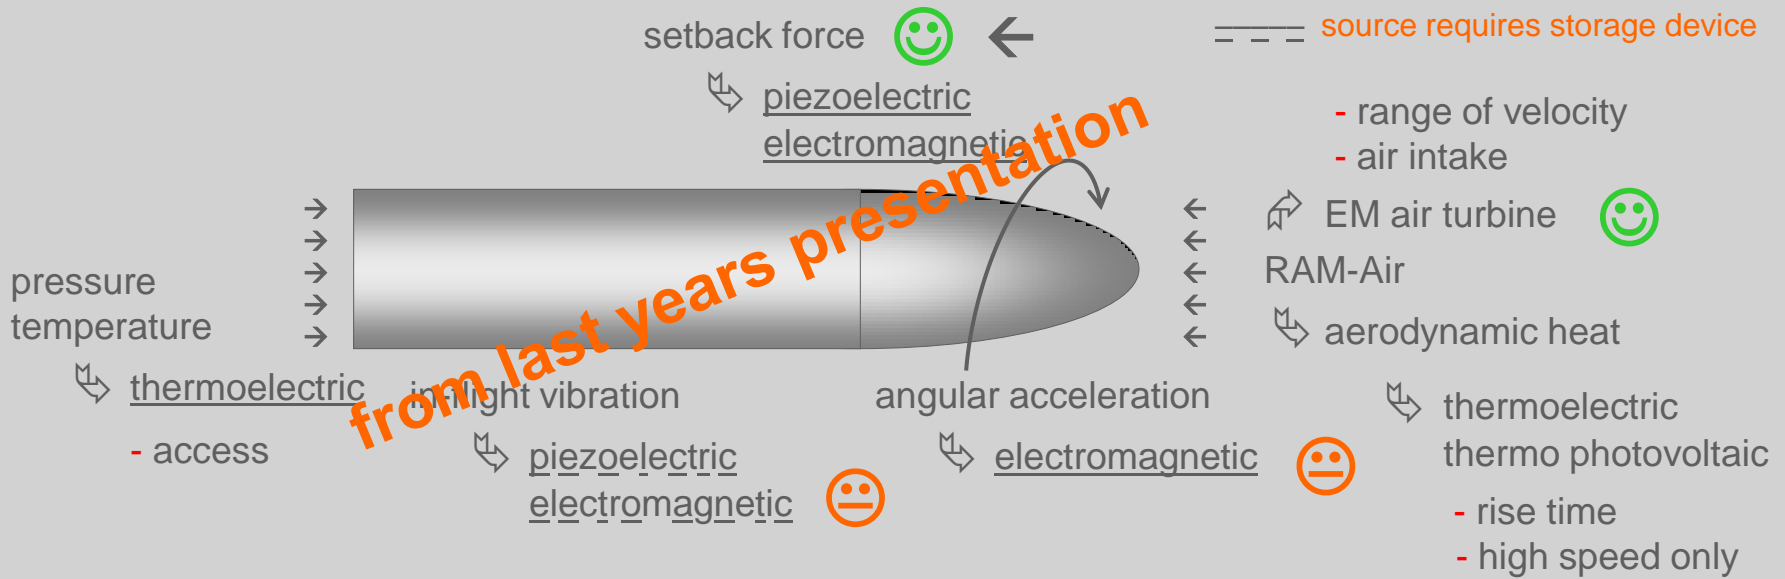 setback force
source requires storage device
piezoelectric
electromagnetic
- range of velocity
- air intake
EM air turbine
RAM-Air
aerodynamic heat
pressure
temperature
thermoelectric
- access
in-flight vibration
piezoelectric
electromagnetic
angular acceleration
electromagnetic
thermoelectric
thermo photovoltaic
- rise time
- high speed only
from last years presentation